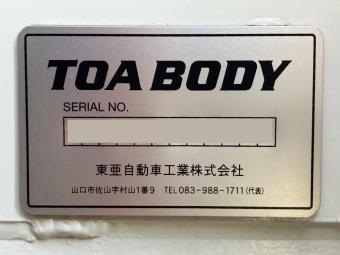 TOA BODY
SERIAL NO.
東亜自動車工業株式会社
山口市佐山字村山1番9 TEL 083-988-1711(代表)